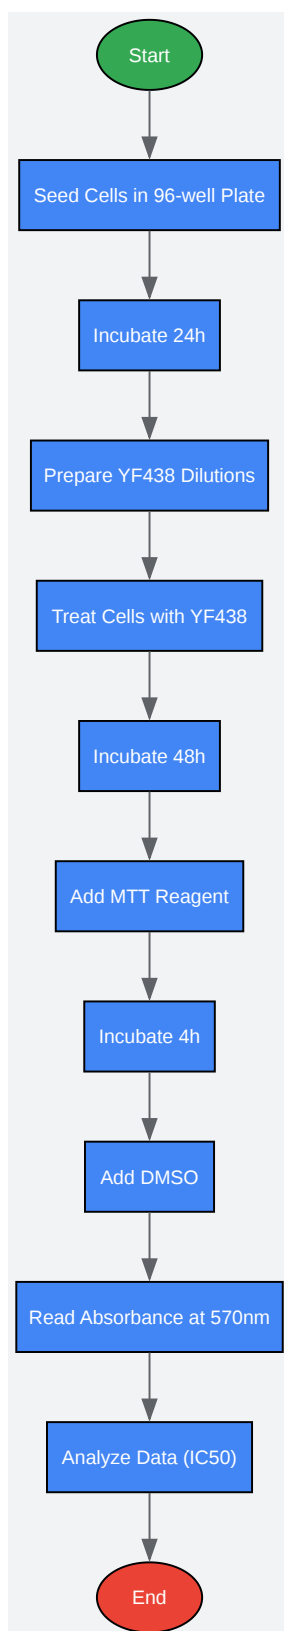 Start
Seed Cells in 96-well Plate
Incubate 24h
Prepare YF438 Dilutions
Treat Cells with YF438
Incubate 48h
Add MTT Reagent
Incubate 4h
Add DMSO
Read Absorbance at 570nm
Analyze Data (IC50)
End